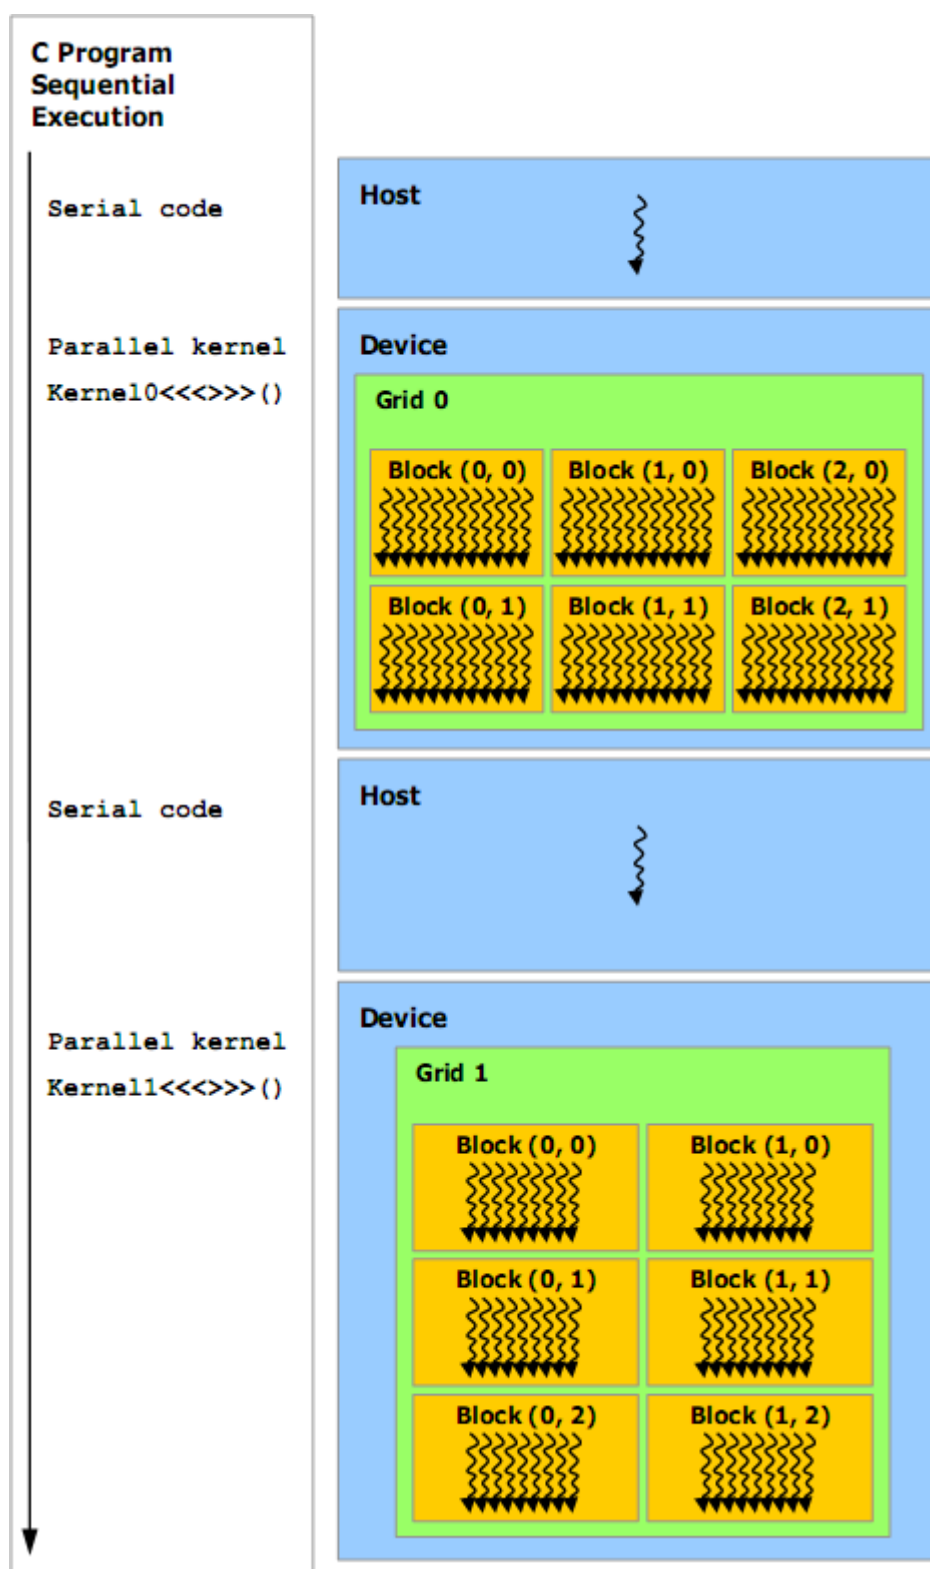 C Program
Sequential
Execution
Serial code
Host
Parallel kernel
Kernel0<<<>>>()
Device
Grid 0
Block (0, 0)
Block (1, 0)
Block (2, 0)
Block (0, 1)
Block (1, 1)
Block (2, 1)
Serial code
Host
Parallel kernel
Kernel1<<<>>>()
Device
Grid 1
Block (0, 0)
Block (1, 0)
Block (0, 1)
Block (1, 1)
Block (0, 2)
Block (1, 2)